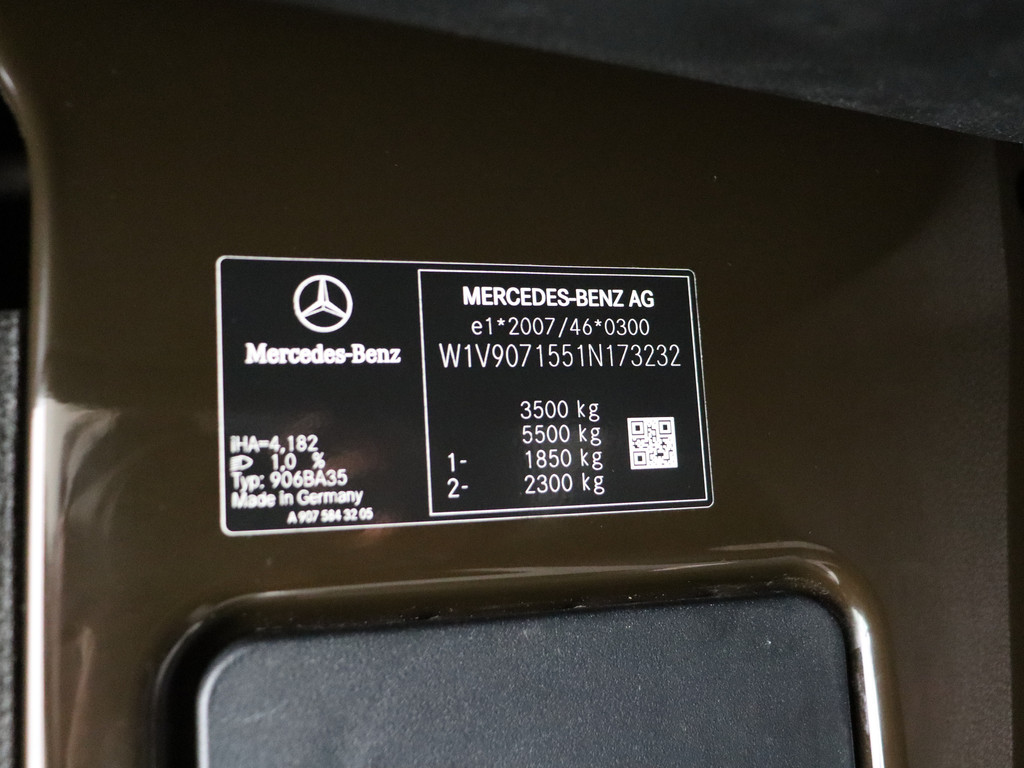 Mercedes-Benz
iHA=4,182
1,0 %
Typ: 906BA35
Made in Germany
A 907 584 32 05
MERCEDES-BENZ AG
e1*2007/46*0300
W1V9071551N173232
3500 kg
5500 kg
1- 1850 kg
2- 2300 kg